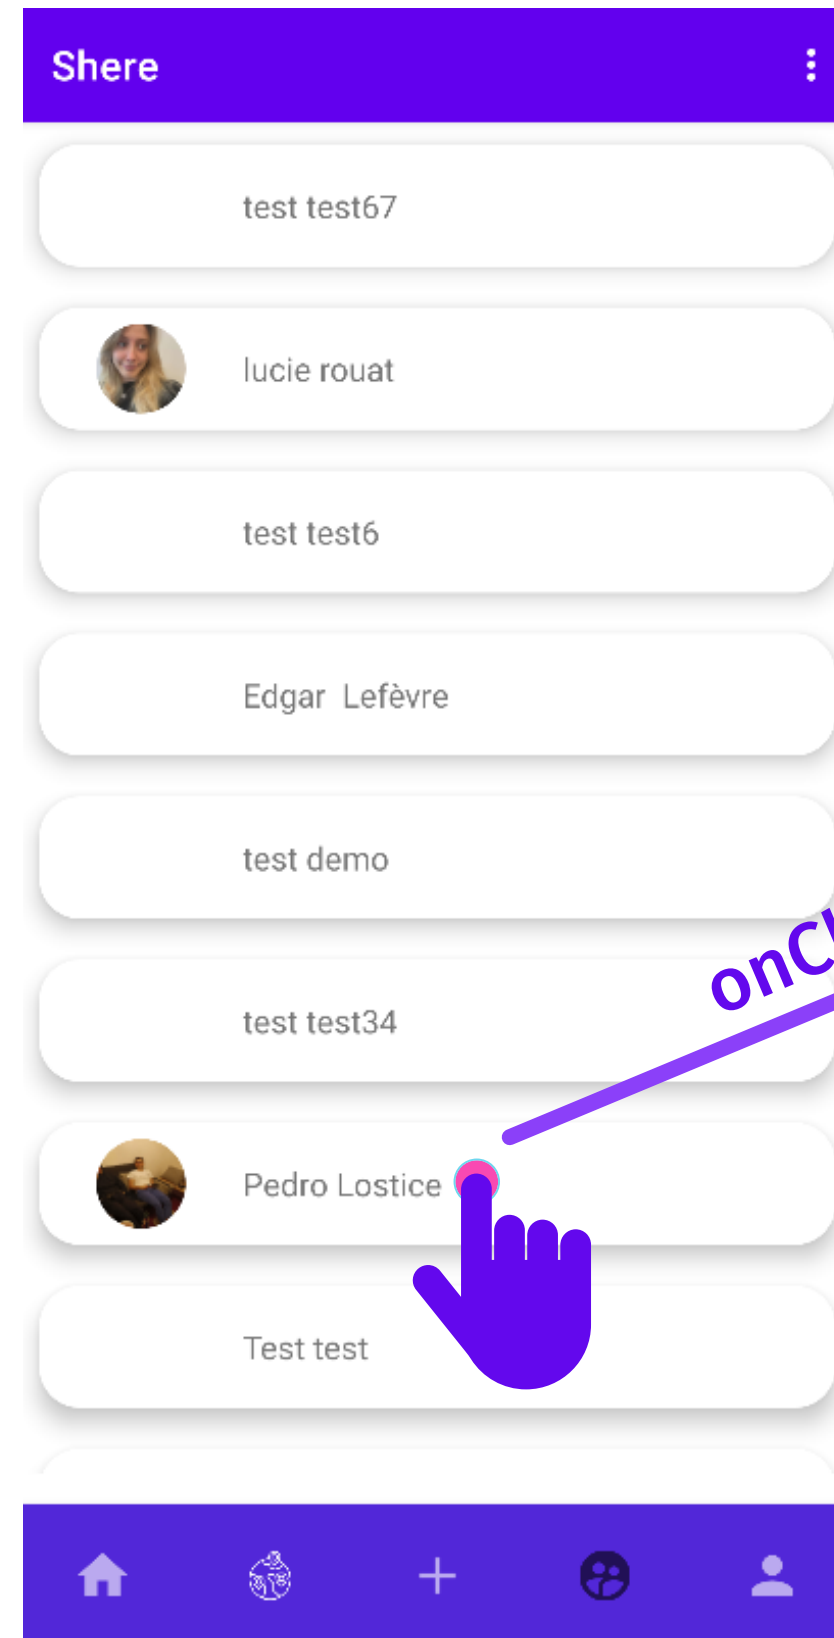 Shere
test test67
lucie rouat
test test6
Edgar  Lefèvre
test demo
test test34
Pedro Lostice
Test test